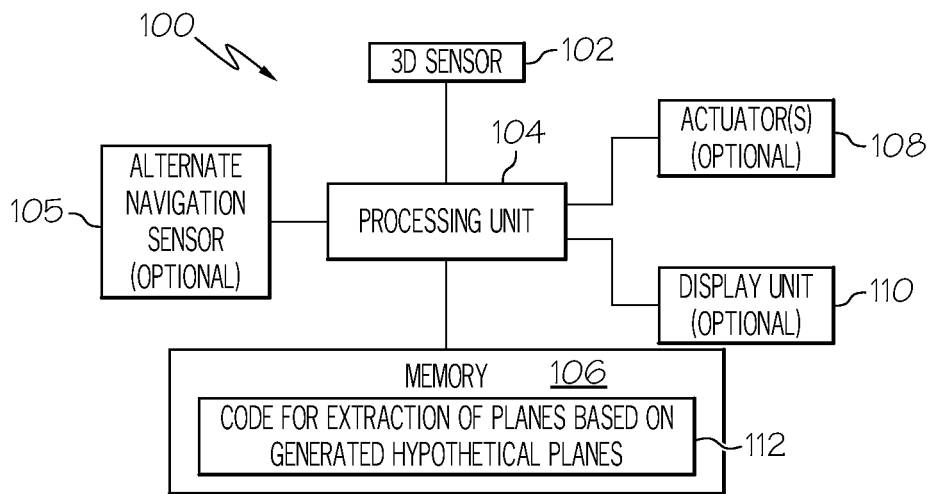 100
3D SENSOR
102
104
ACTUATOR(S)
(OPTIONAL)
108
ALTERNATE
NAVIGATION
SENSOR
(OPTIONAL)
105
PROCESSING UNIT
DISPLAY UNIT
(OPTIONAL)
110
MEMORY 106
CODE FOR EXTRACTION OF PLANES BASED ON
GENERATED HYPOTHETICAL PLANES
112